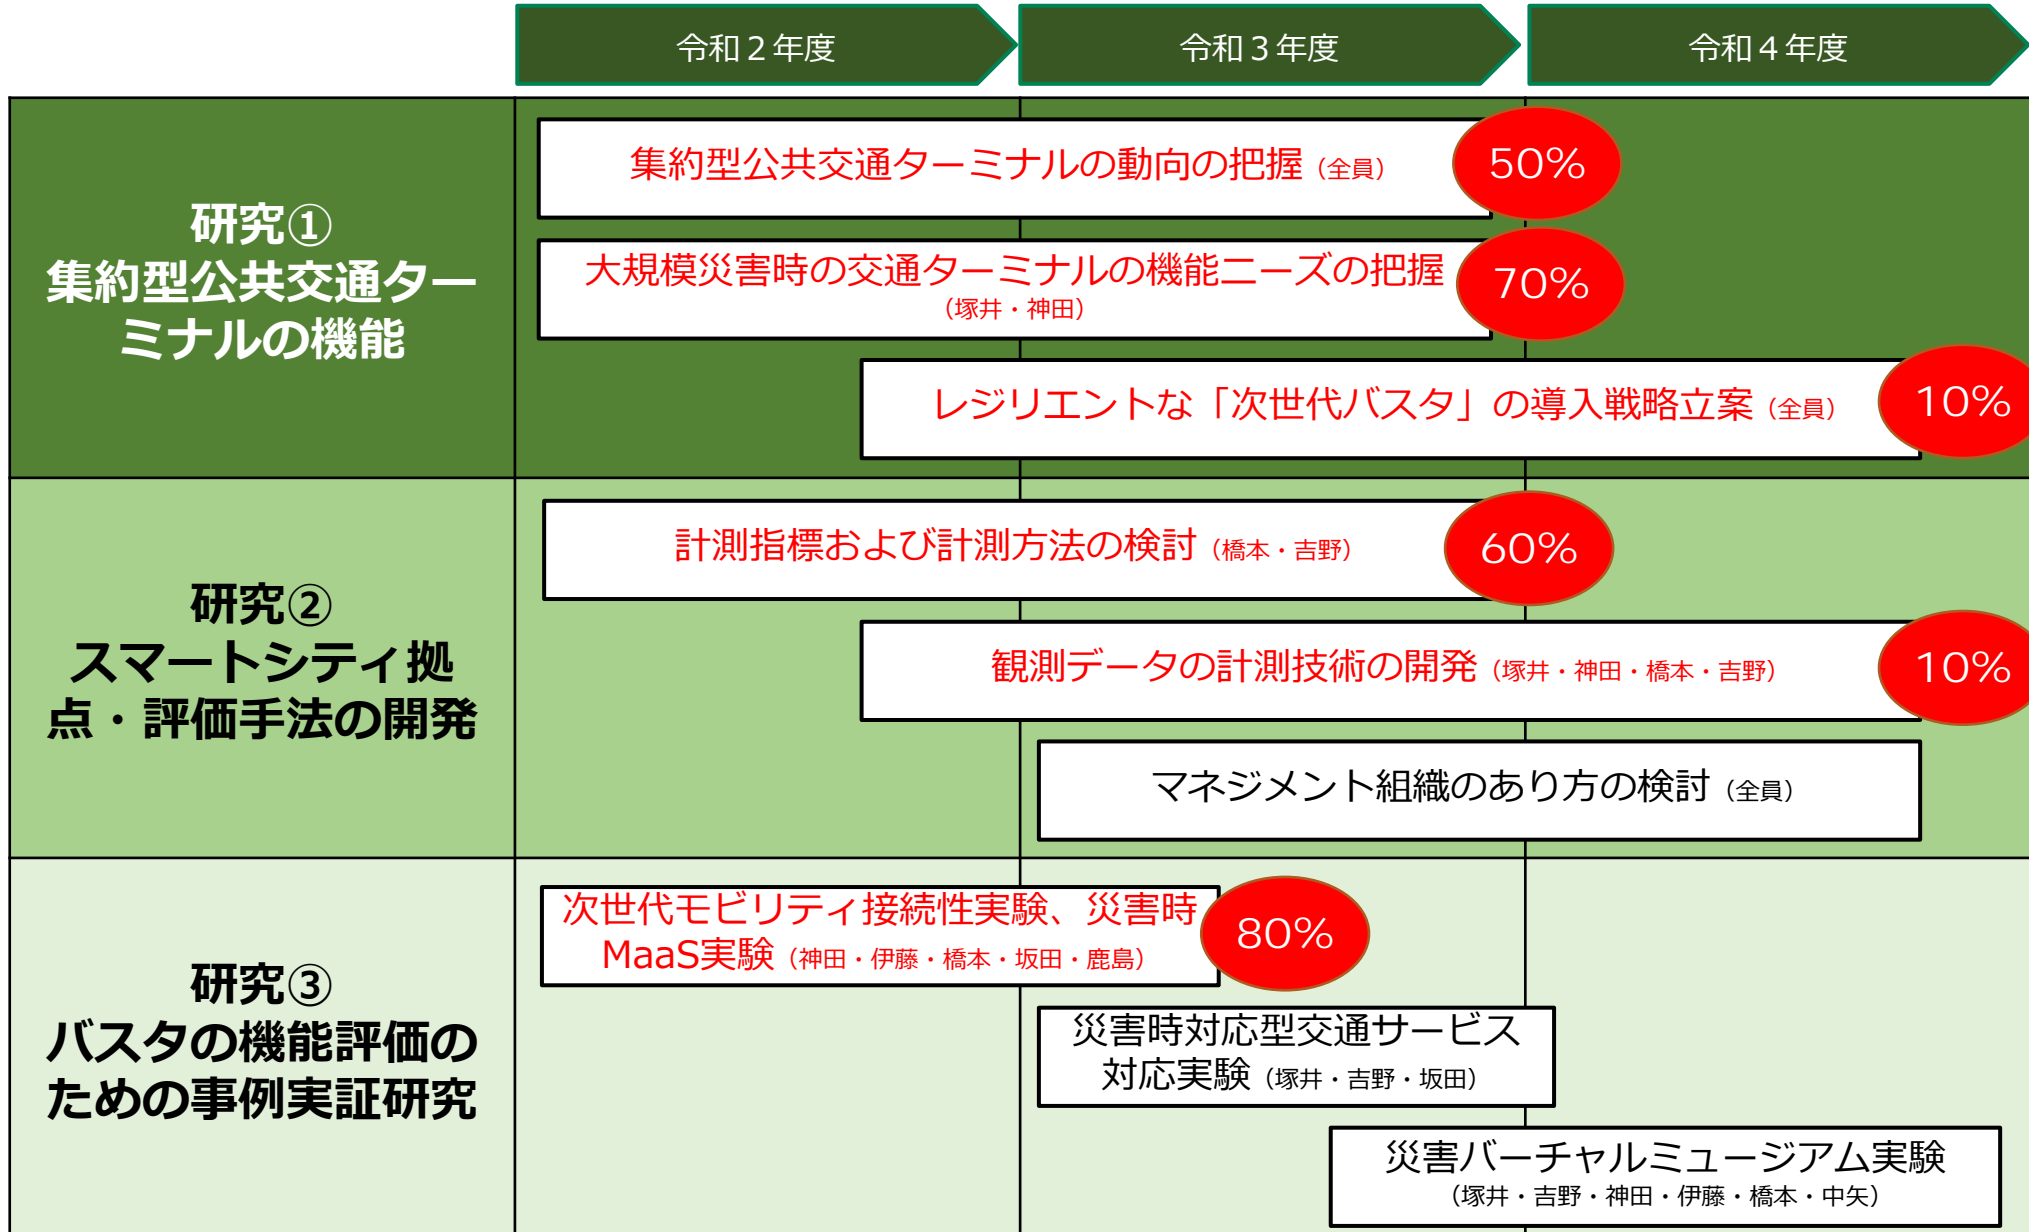 令和２年度
令和３年度
令和４年度
研究①
集約型公共交通ター
ミナルの機能
集約型公共交通ターミナルの動向の把握（全員）
50%
大規模災害時の交通ターミナルの機能ニーズの把握
（塚井・神田）
70%
レジリエントな「次世代バスタ」の導入戦略立案（全員）
10%
研究②
スマートシティ拠
点・評価手法の開発
計測指標および計測方法の検討（橋本・吉野）
60%
観測データの計測技術の開発（塚井・神田・橋本・吉野）
10%
マネジメント組織のあり方の検討（全員）
研究③
バスタの機能評価の
ための事例実証研究
次世代モビリティ接続性実験、災害時
MaaS実験（神田・伊藤・橋本・坂田・鹿島）
80%
災害時対応型交通サービス
対応実験（塚井・吉野・坂田）
災害バーチャルミュージアム実験
（塚井・吉野・神田・伊藤・橋本・中矢）